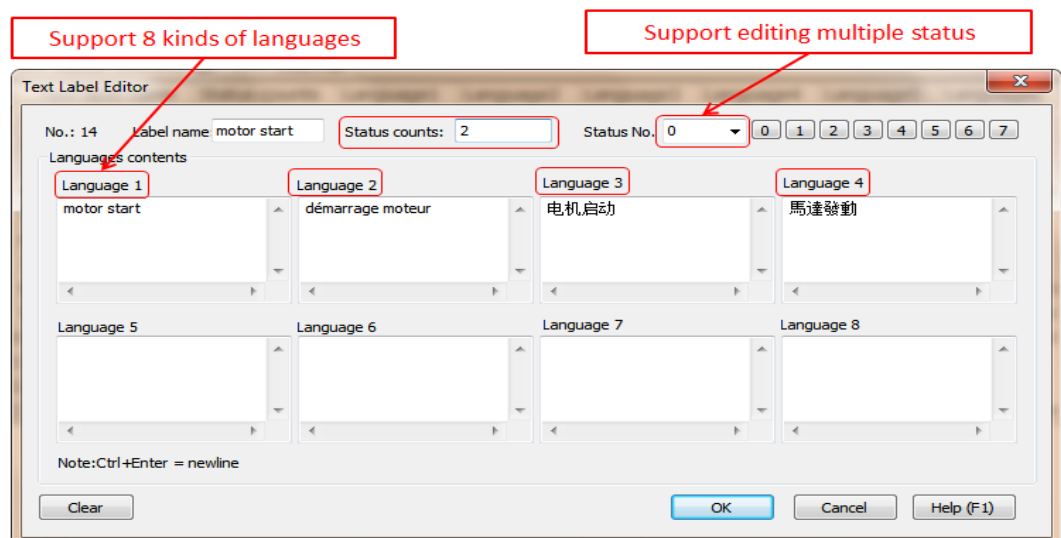 Support 8 kinds of languages
Support editing multiple status
Text Label Editor
No.: 14 Label name motor start Status counts: 2 Status No. 0 0 1 2 3 4 5 6 7
Languages contents
Language 1 Language 2 Language 3 Language 4
motor start démarrage moteur 电机启动 馬達發動
Language 5 Language 6 Language 7 Language 8
Note:Ctrl+Enter = newline
Clear OK Cancel Help (F1)